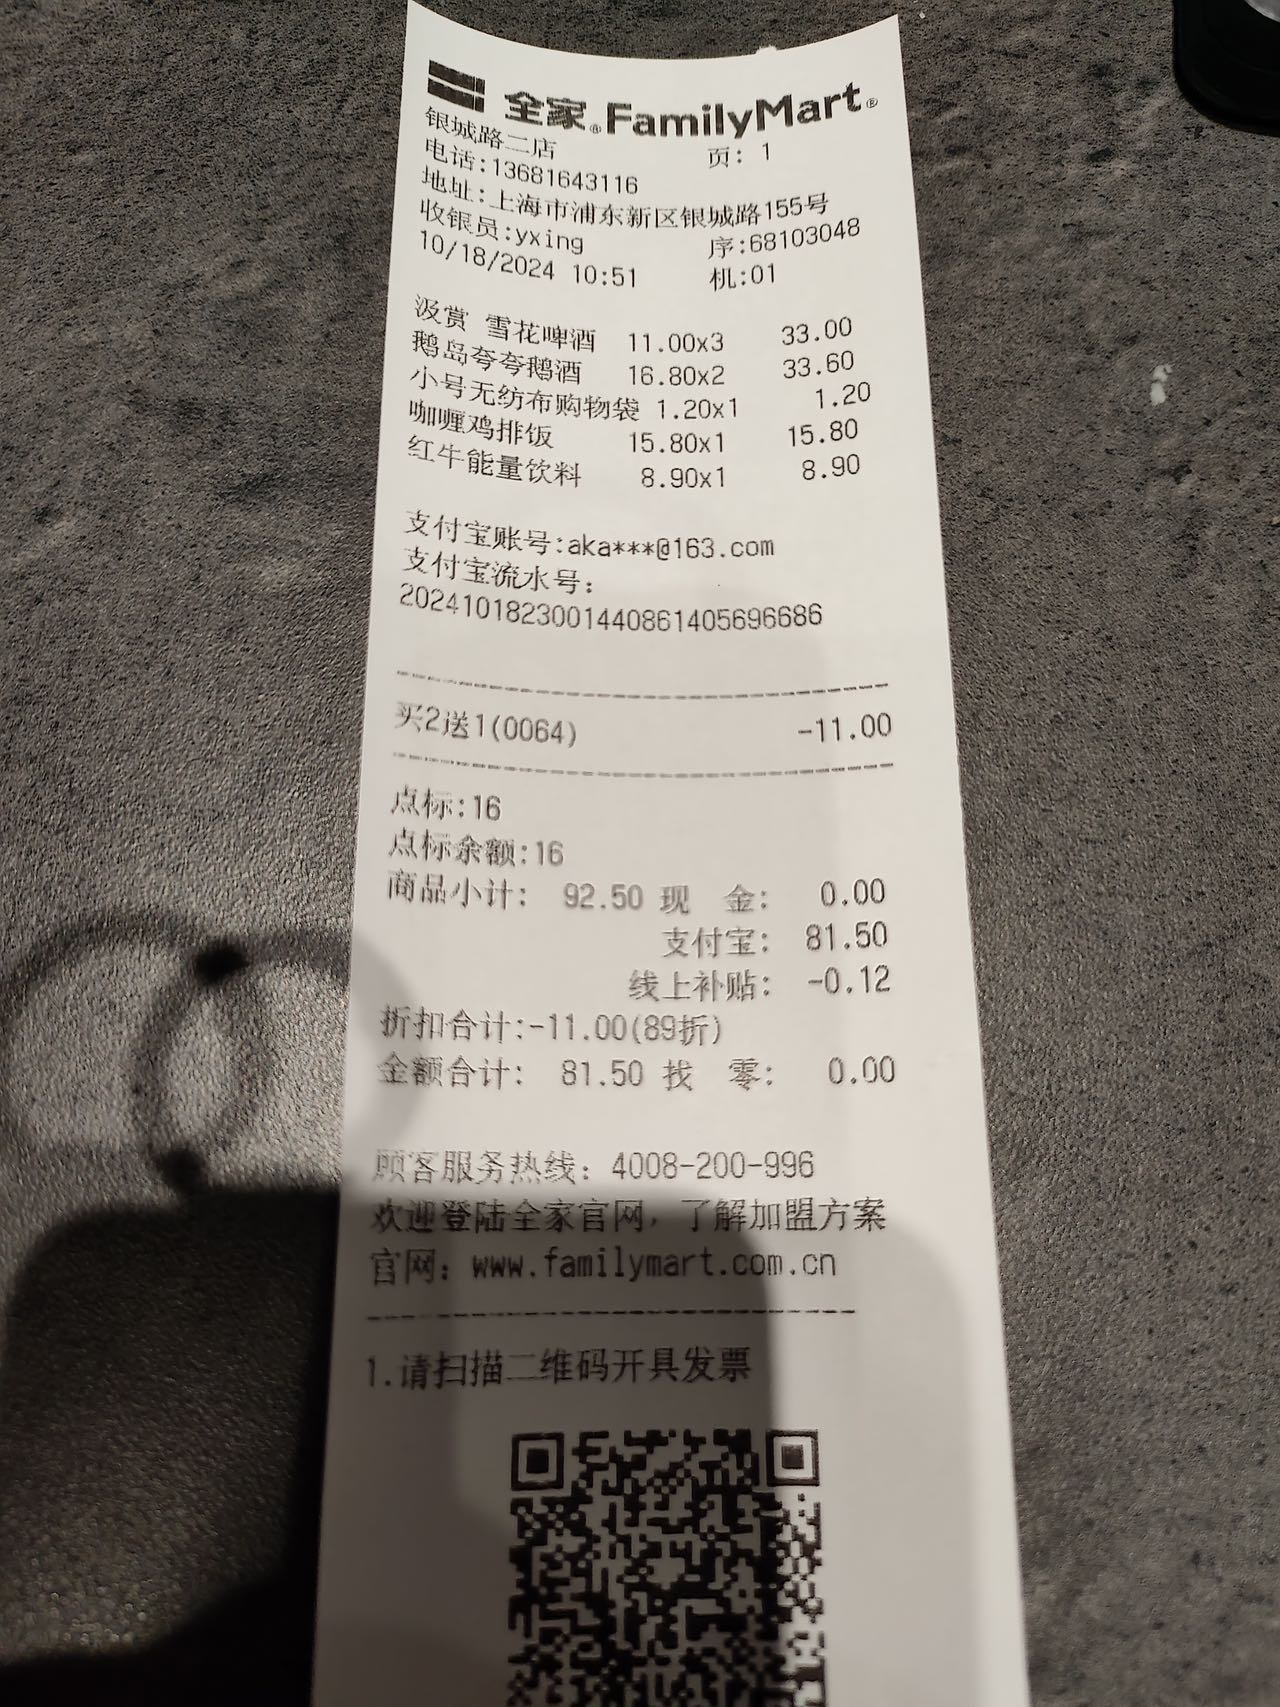 全家®FamilyMart®
银城路二店 页: 1
电话:13681643116
地址:上海市浦东新区银城路155号
收银员:yxing 序:68103048
10/18/2024 10:51 机:01
汲赏 雪花啤酒 11.00x3 33.00
鹅岛夸夸鹅酒 16.80x2 33.60
小号无纺布购物袋 1.20x1 1.20
咖喱鸡排饭 15.80x1 15.80
红牛能量饮料 8.90x1 8.90
支付宝账号:aka***@163.com
支付宝流水号:
2024101823001440861405696686
买2送1(0064) -11.00
点标:16
点标余额:16
商品小计: 92.50 现 金: 0.00
支付宝: 81.50
线上补贴: -0.12
折扣合计:-11.00(89折)
金额合计: 81.50 找 零: 0.00
顾客服务热线: 4008-200-996
欢迎登陆全家官网，了解加盟方案
官网: www.familymart.com.cn
1.请扫描二维码开具发票